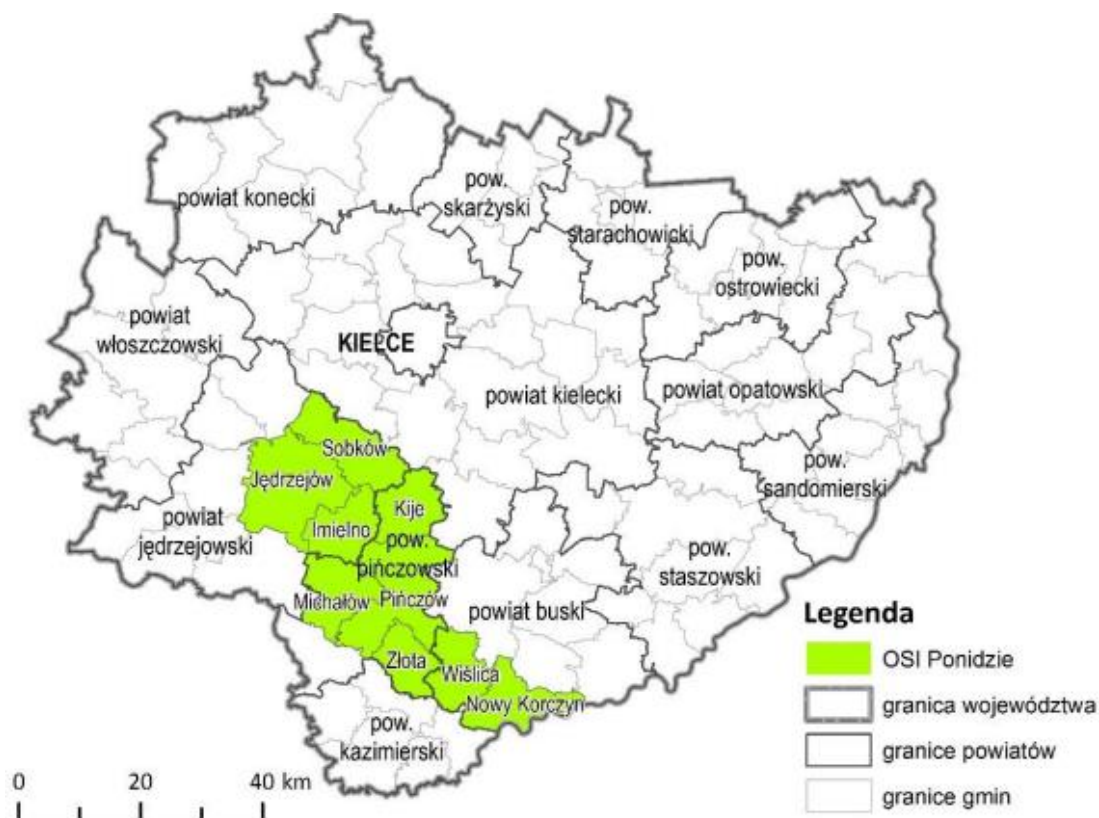 powiat konecki
pow.
skarżyski
pow.
starachowicki
pow.
ostrowiecki
powiat
włoszczowski
KIELCE
powiat kielecki
powiat opatowski
Sobków
Jędrzejów
Kije
pow.
sandomierski
powiat
jędrzejowski
Imielno
pow.
pińczowski
pow.
staszowski
Michałów
Pińczów
powiat buski
Złota
Wiślica
Nowy Korczyn
pow.
kazimierski
Legenda
OSI Ponidzie
granica województwa
granice powiatów
granice gmin
0 20 40 km